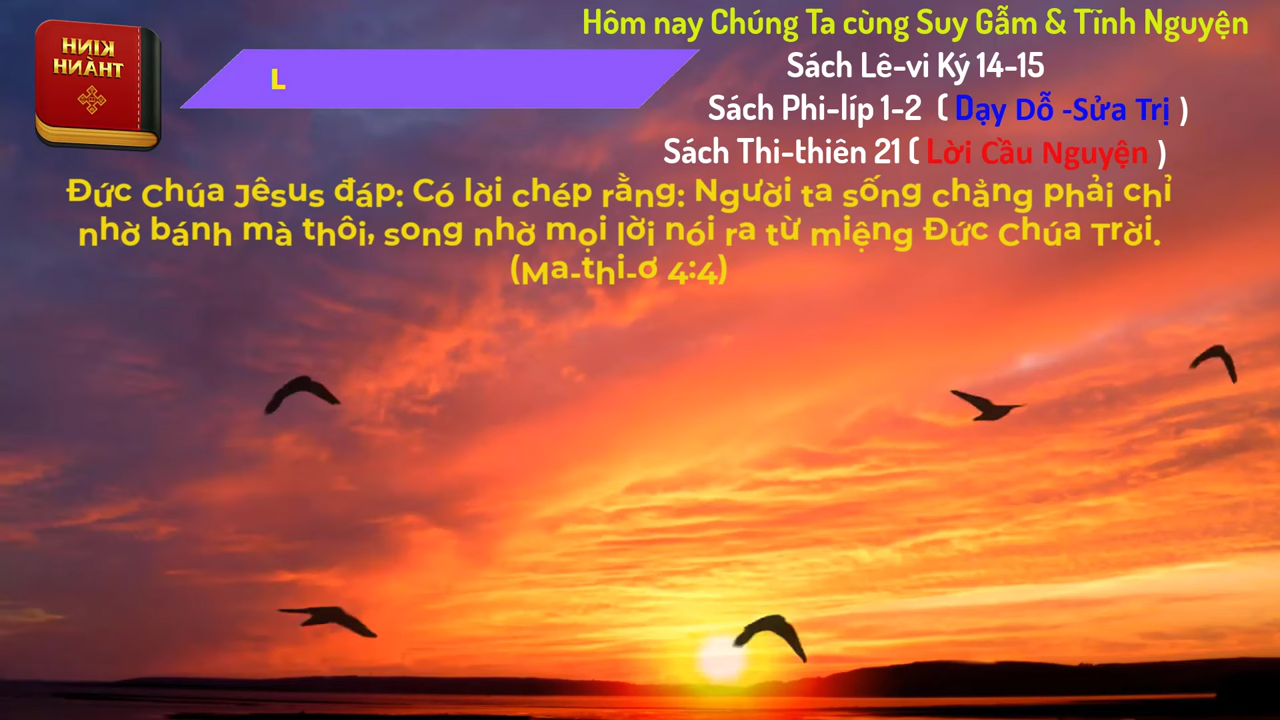 KINH
THÀNH
L
Hôm nay Chúng Ta cùng Suy Gẫm & Tĩnh Nguyện
Sách Lê-vi Ký 14-15
Sách Phi-líp 1-2 ( Dạy Dỗ -Sửa Trị )
Sách Thi-thiên 21 ( Lời Cầu Nguyện )
Đức Chúa Jêsus đáp: Có lời chép rằng: Người ta sống chẳng phải chỉ
nhờ bánh mà thôi, song nhờ mọi lời nói ra từ miệng Đức Chúa Trời.
(Ma-thi-ơ 4:4)